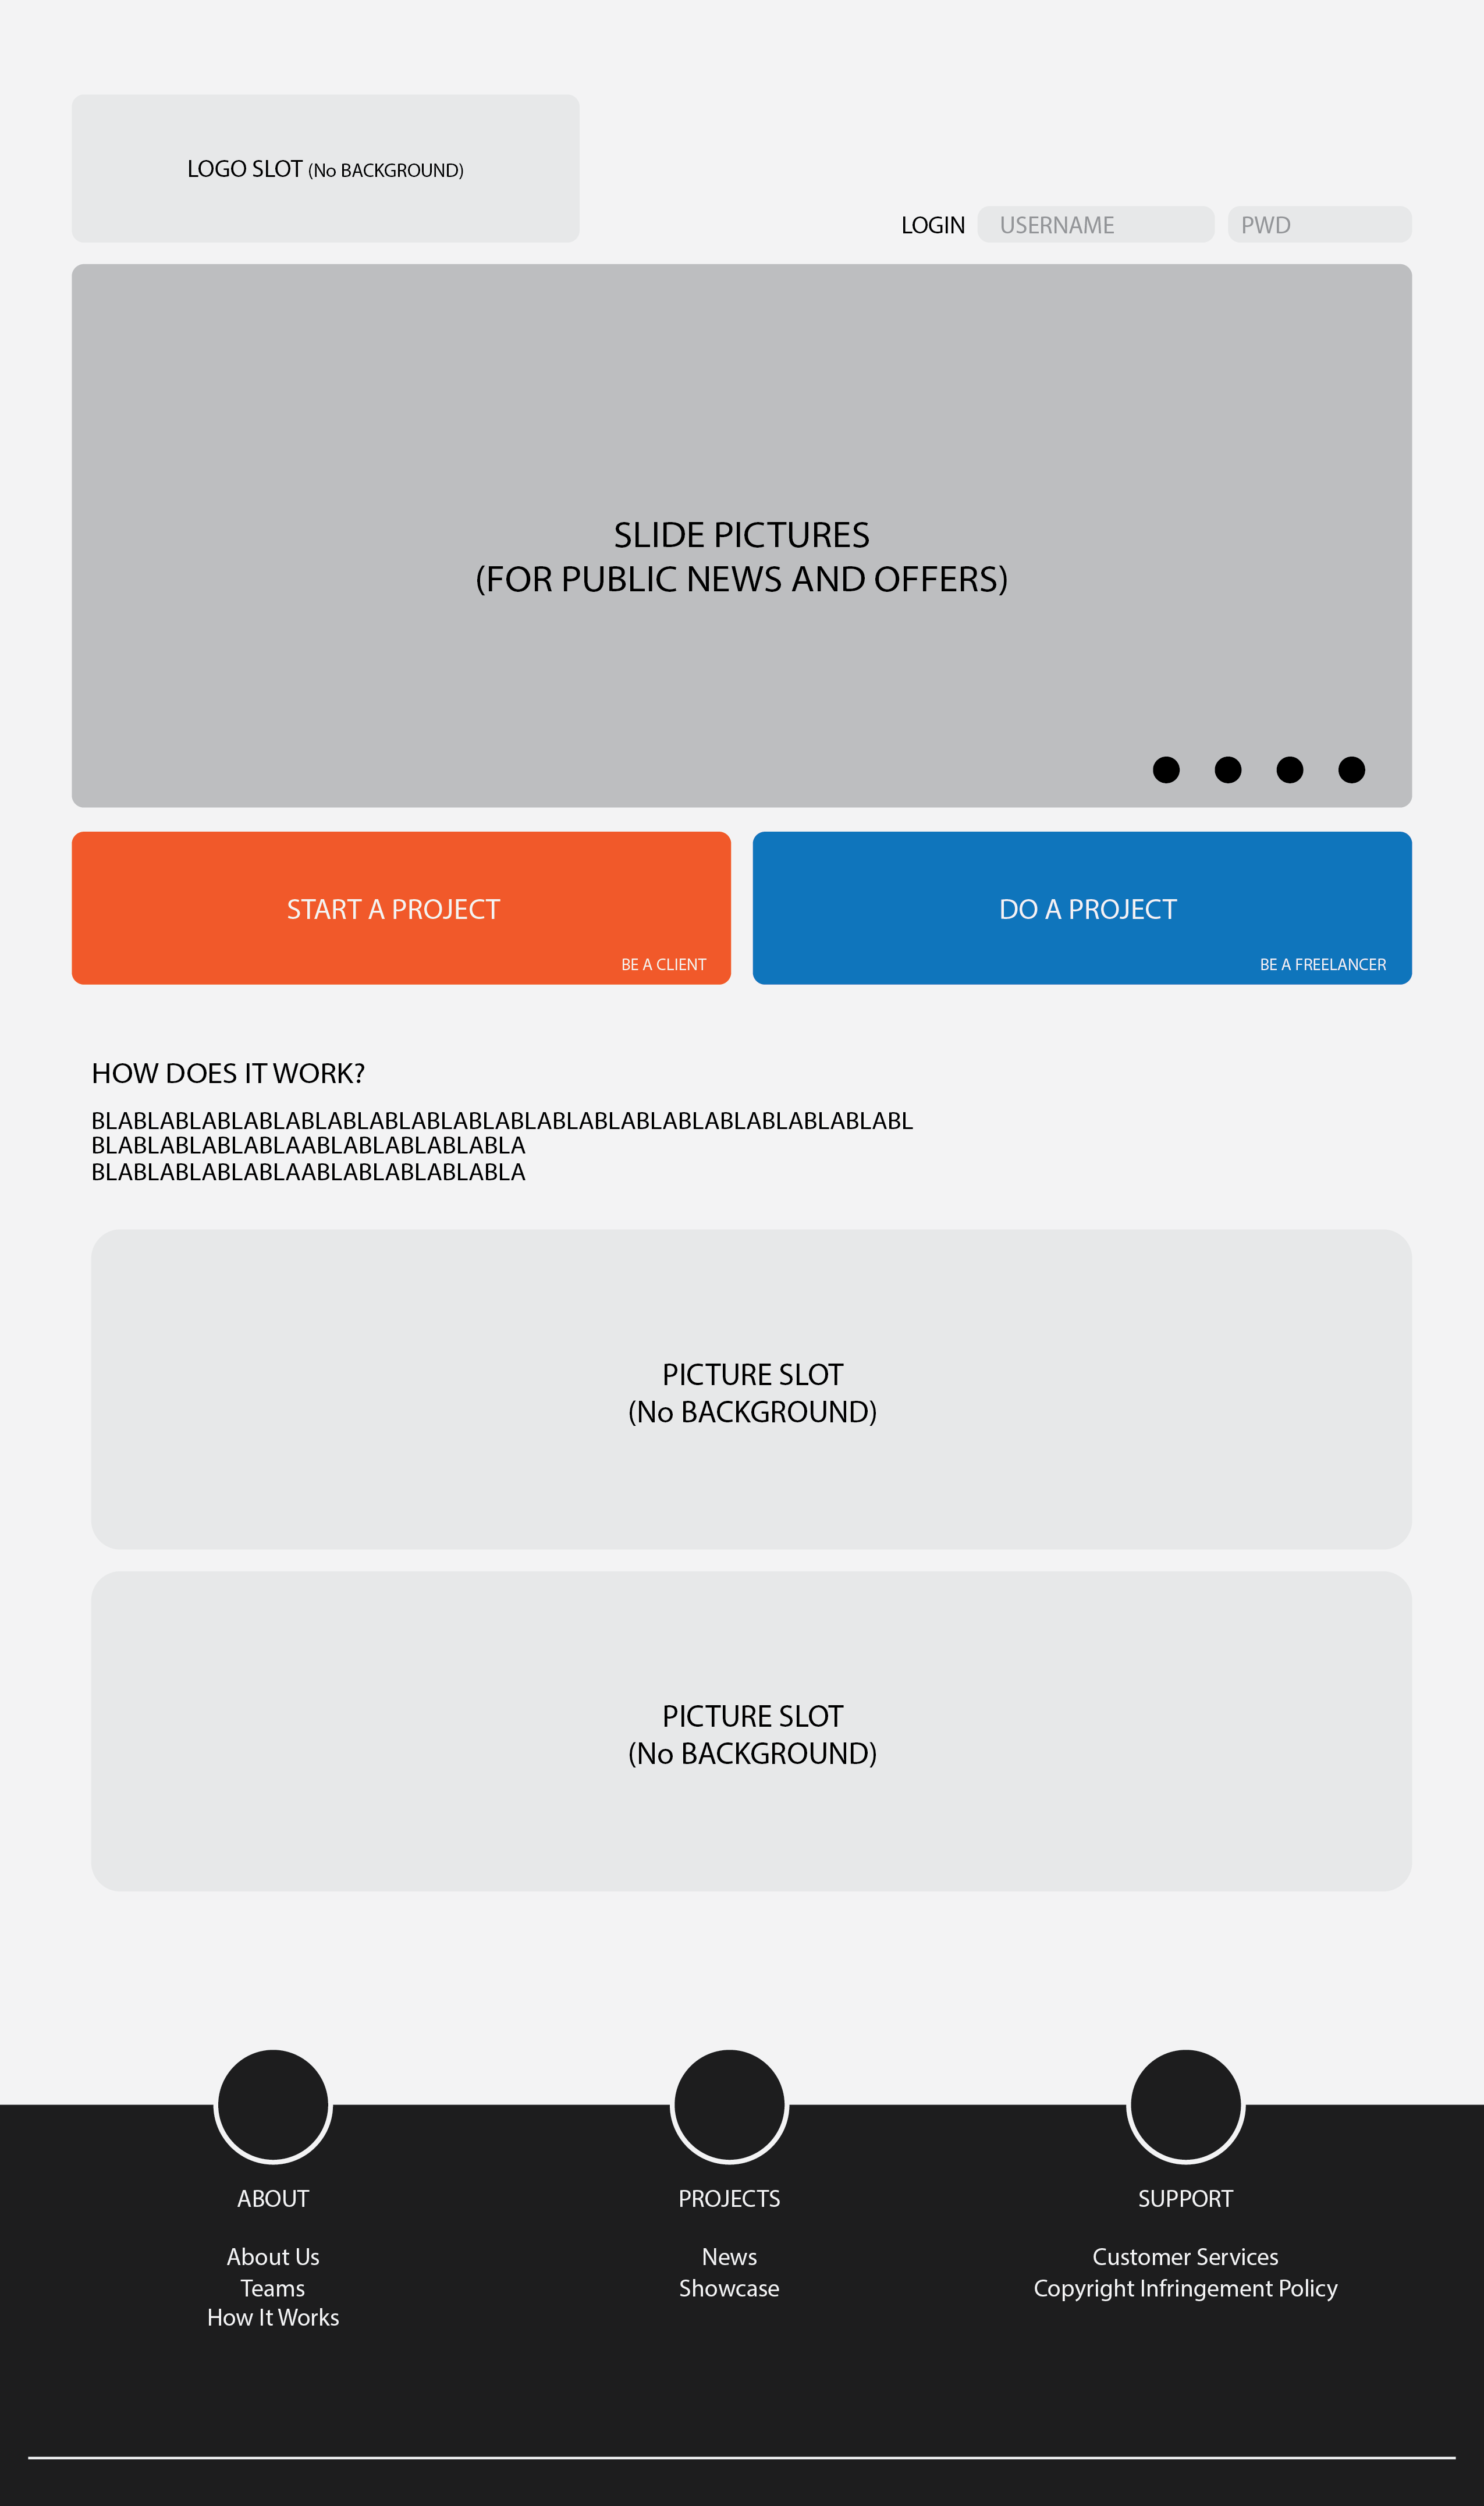 LOGO SLOT (No BACKGROUND)
LOGIN USERNAME PWD
SLIDE PICTURES
(FOR PUBLIC NEWS AND OFFERS)
START A PROJECT
BE A CLIENT
DO A PROJECT
BE A FREELANCER
HOW DOES IT WORK?
BLABLABLABLABLABLABLABLABLABLABLABLABLABLABLABLABLABLABLABL
BLABLABLABLABLAABLABLABLABLABLA
BLABLABLABLABLAABLABLABLABLABLA
PICTURE SLOT
(No BACKGROUND)
PICTURE SLOT
(No BACKGROUND)
ABOUT
About Us
Teams
How It Works
PROJECTS
News
Showcase
SUPPORT
Customer Services
Copyright Infringement Policy